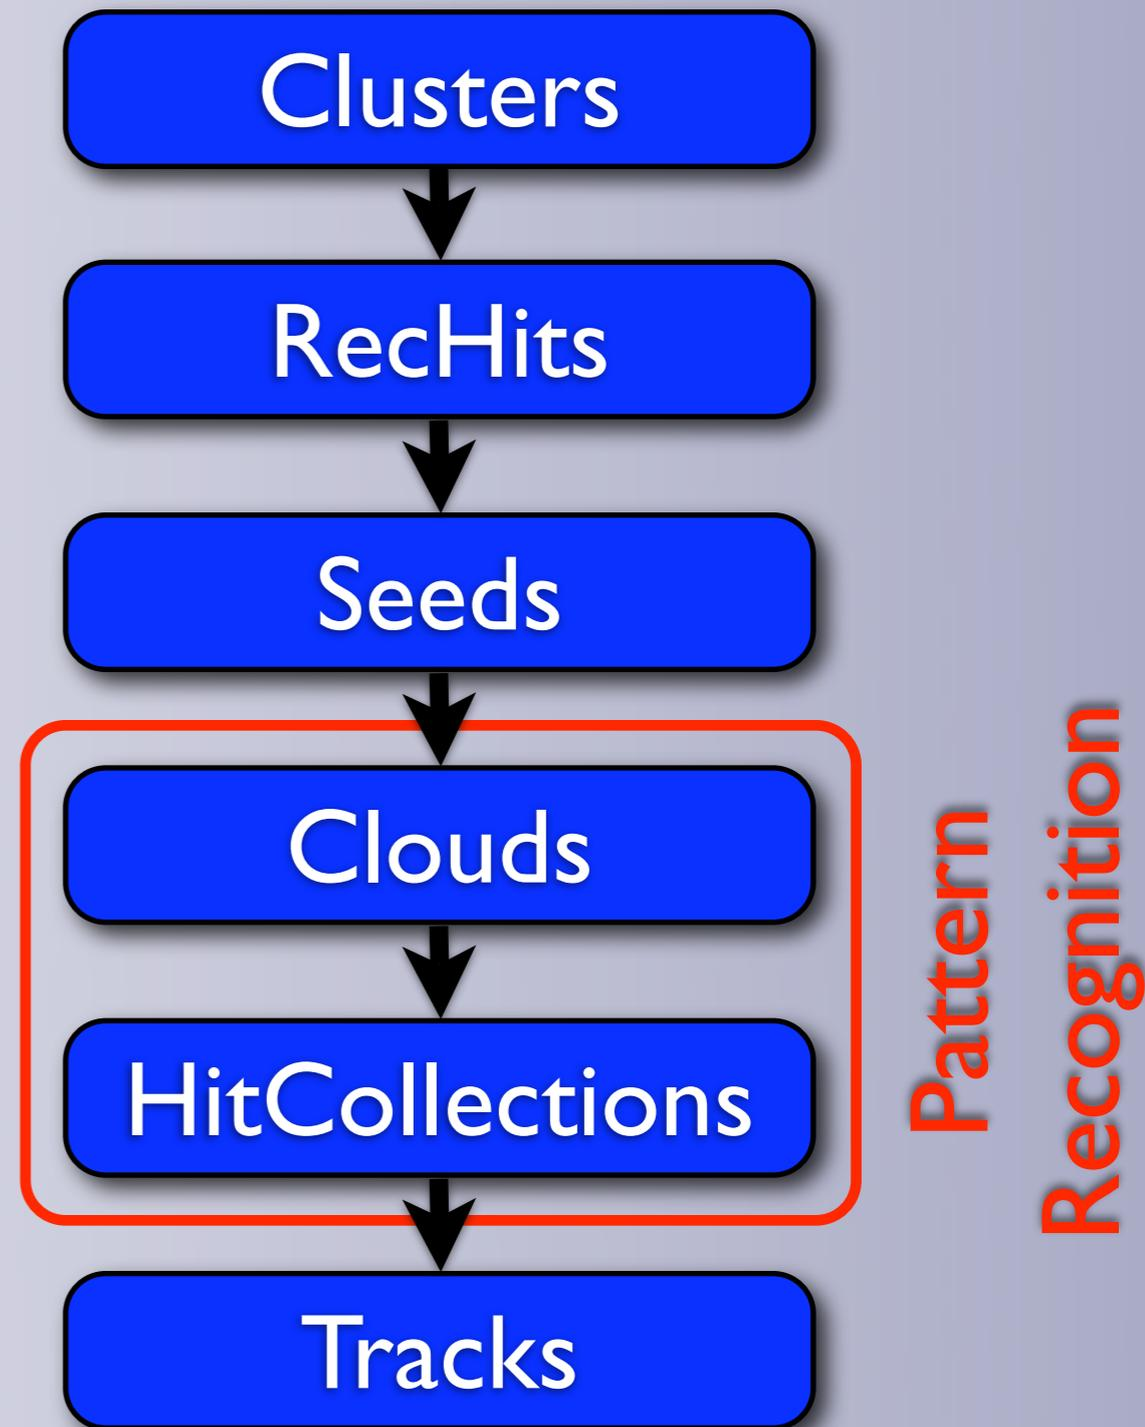 Clusters
RecHits
Seeds
Clouds
HitCollections
Tracks
Pattern
Recognition